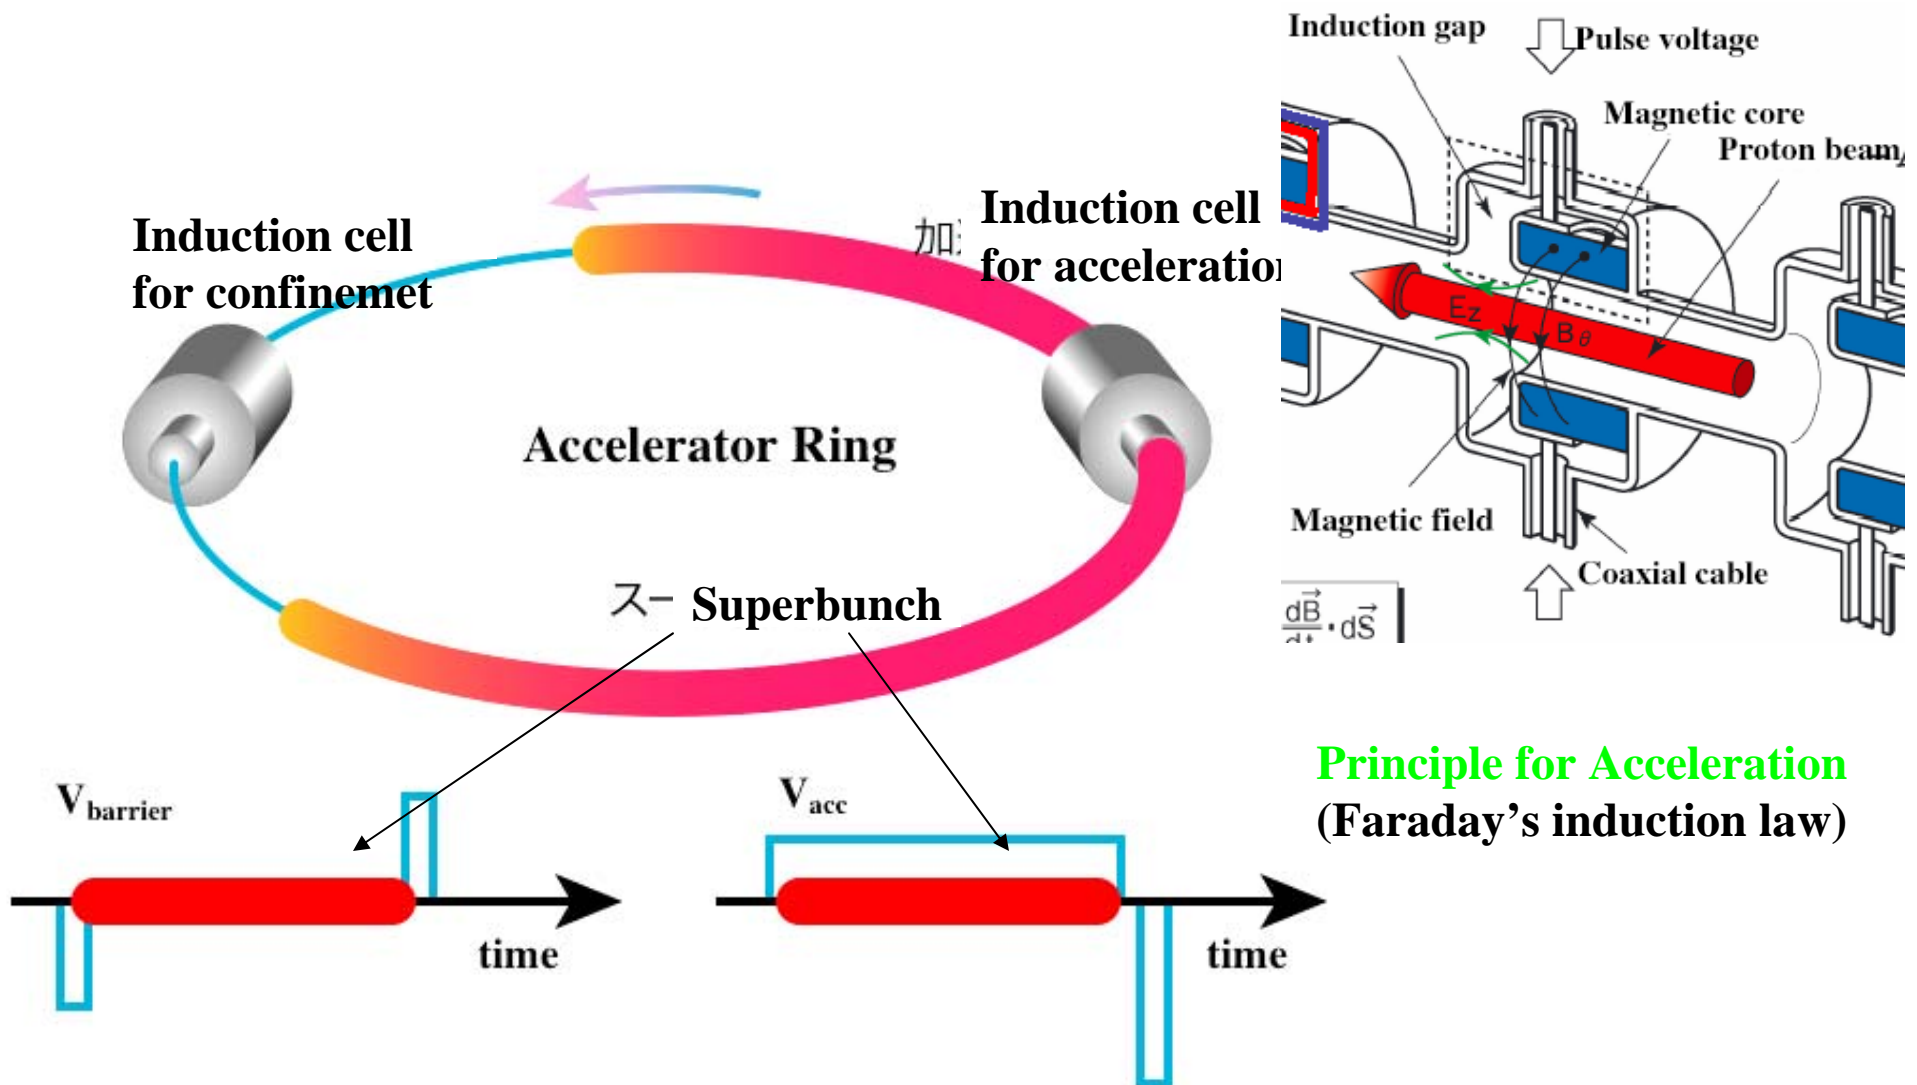 Induction gap
Pulse voltage
Magnetic core
Proton beam
Induction cell
for confinemet
加
Induction cell
for acceleration
Ez
Bθ
Accelerator Ring
Magnetic field
Coaxial cable
スー
Superbunch
dB⃗
dt
·dS⃗
Principle for Acceleration
(Faraday’s induction law)
Vbarrier
time
Vacc
time